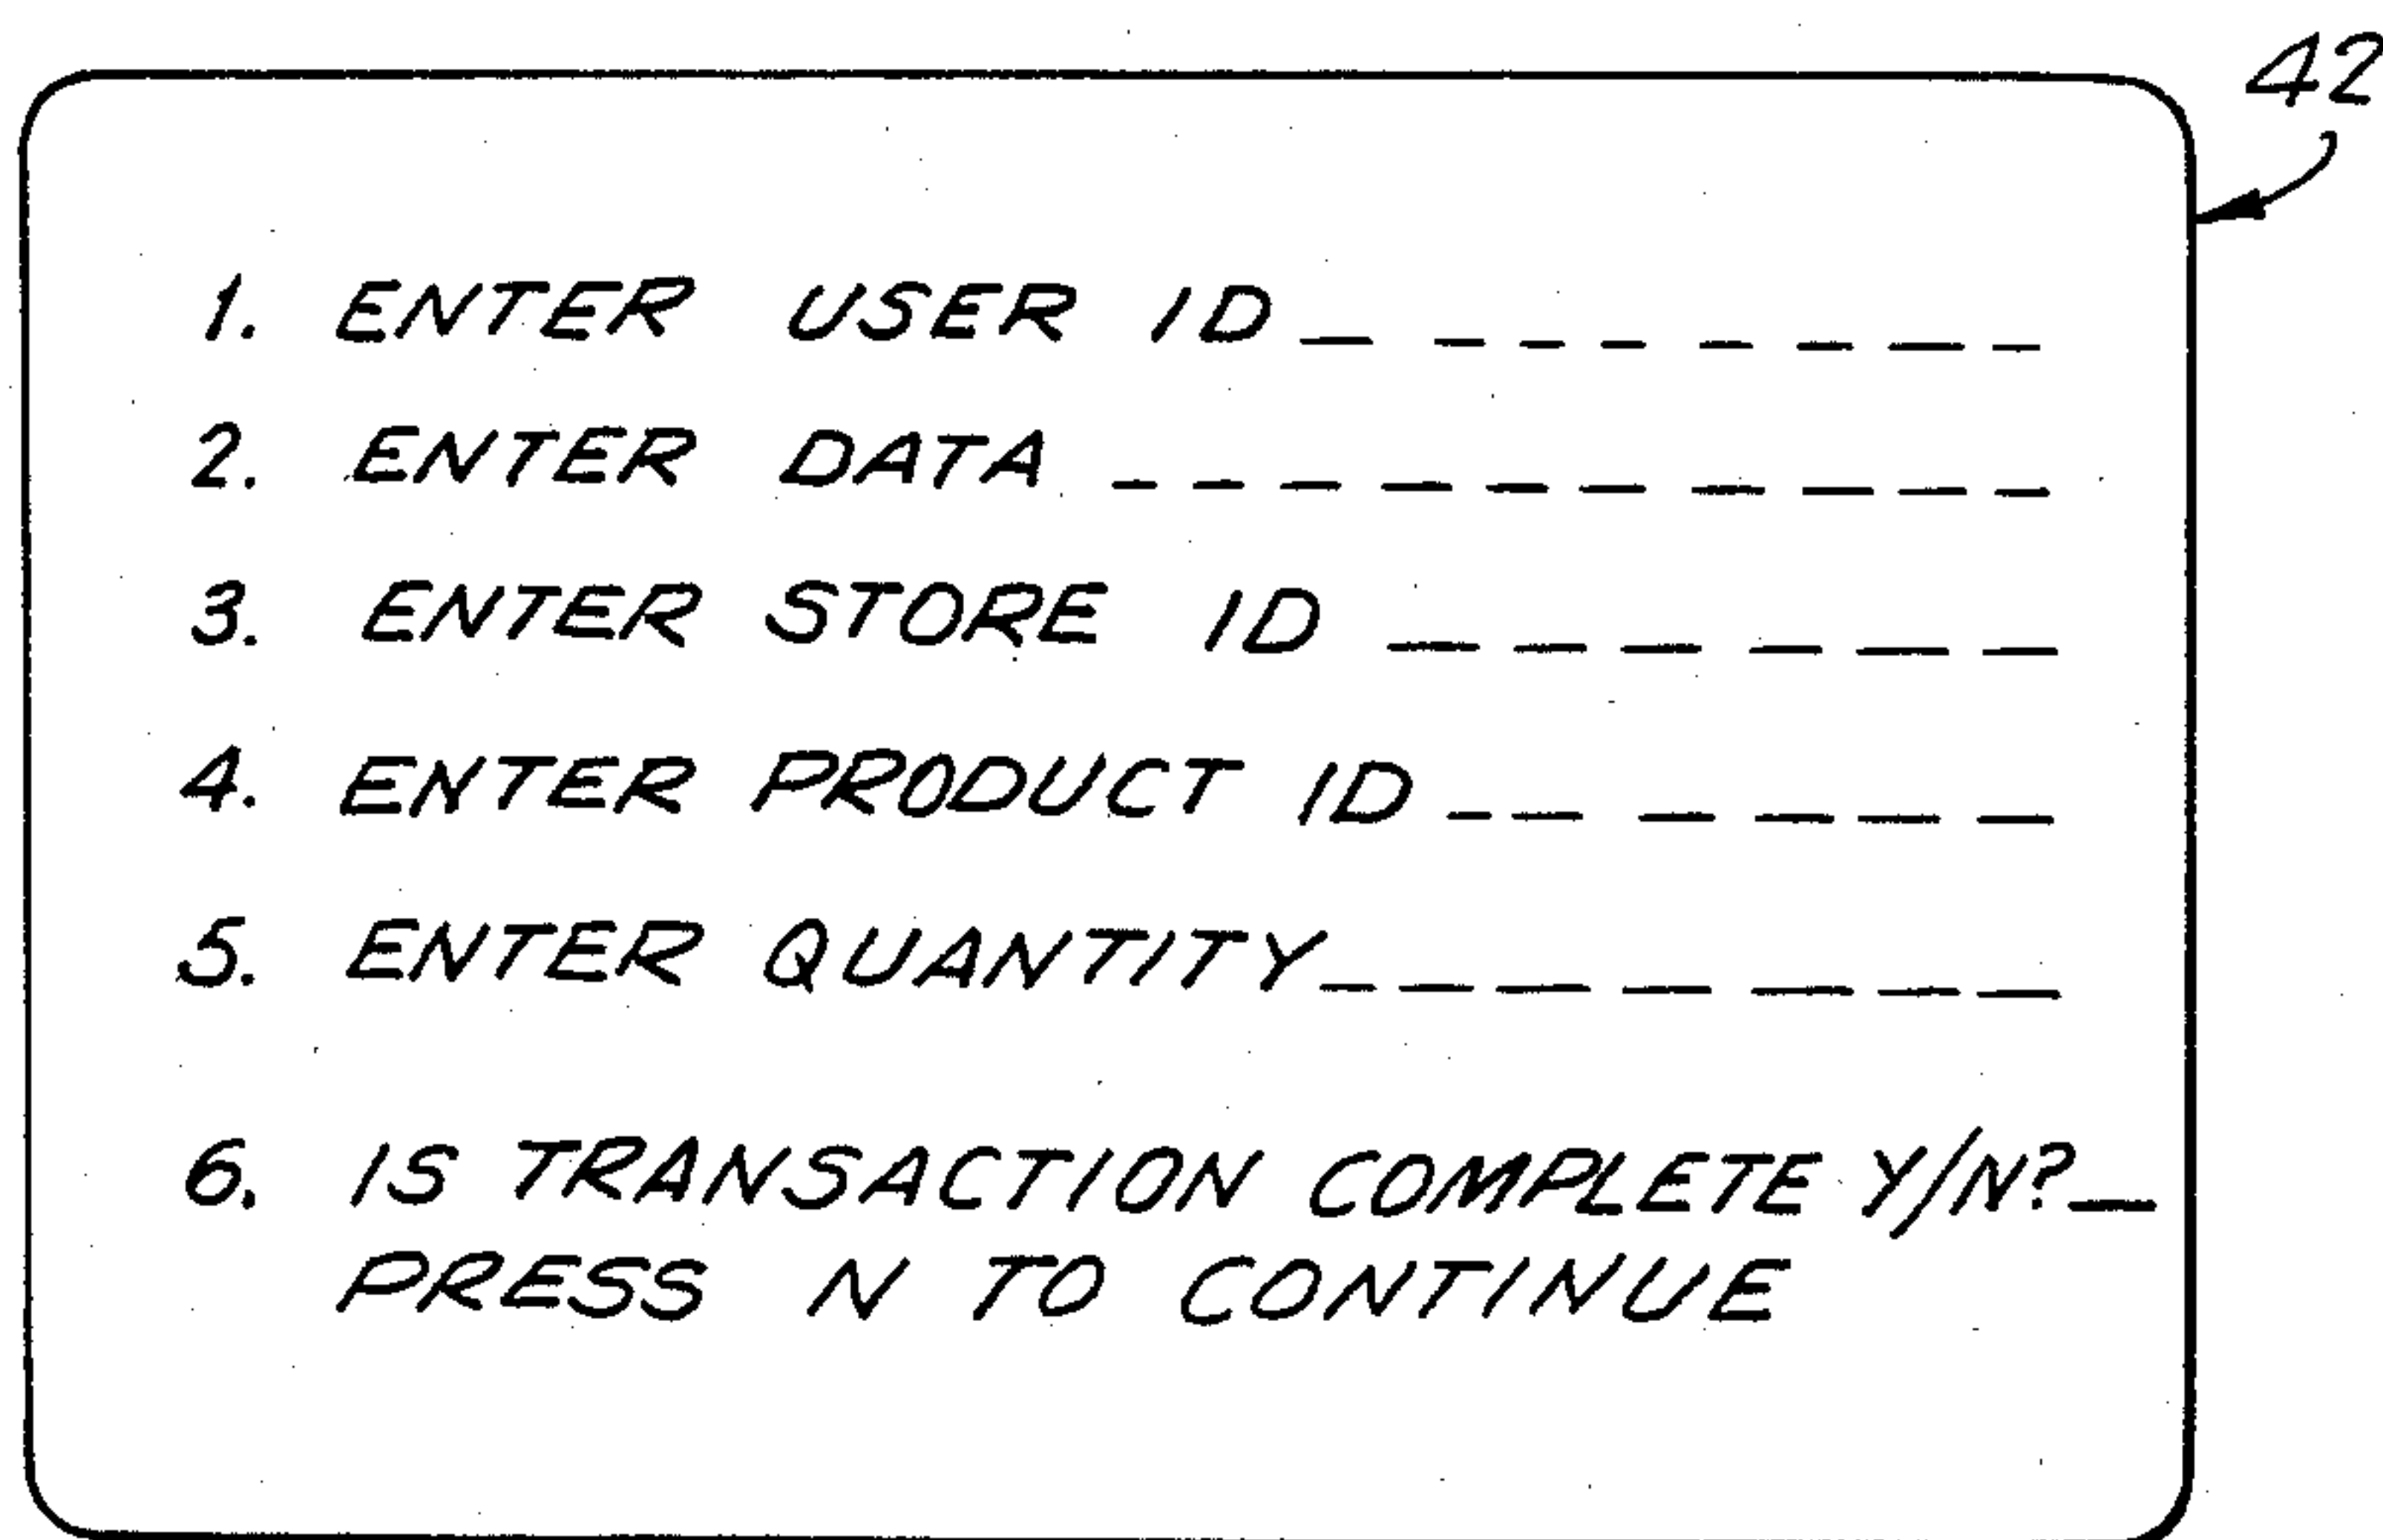 42
1. ENTER USER ID _ _ _ _ _ _ _ _
2. ENTER DATA _ _ _ _ _ _ _ _ _ _
3. ENTER STORE ID _ _ _ _ _ _
4. ENTER PRODUCT ID _ _ _ _ _ _
5. ENTER QUANTITY _ _ _ _ _ _ _
6. IS TRANSACTION COMPLETE Y/N? _
PRESS N TO CONTINUE